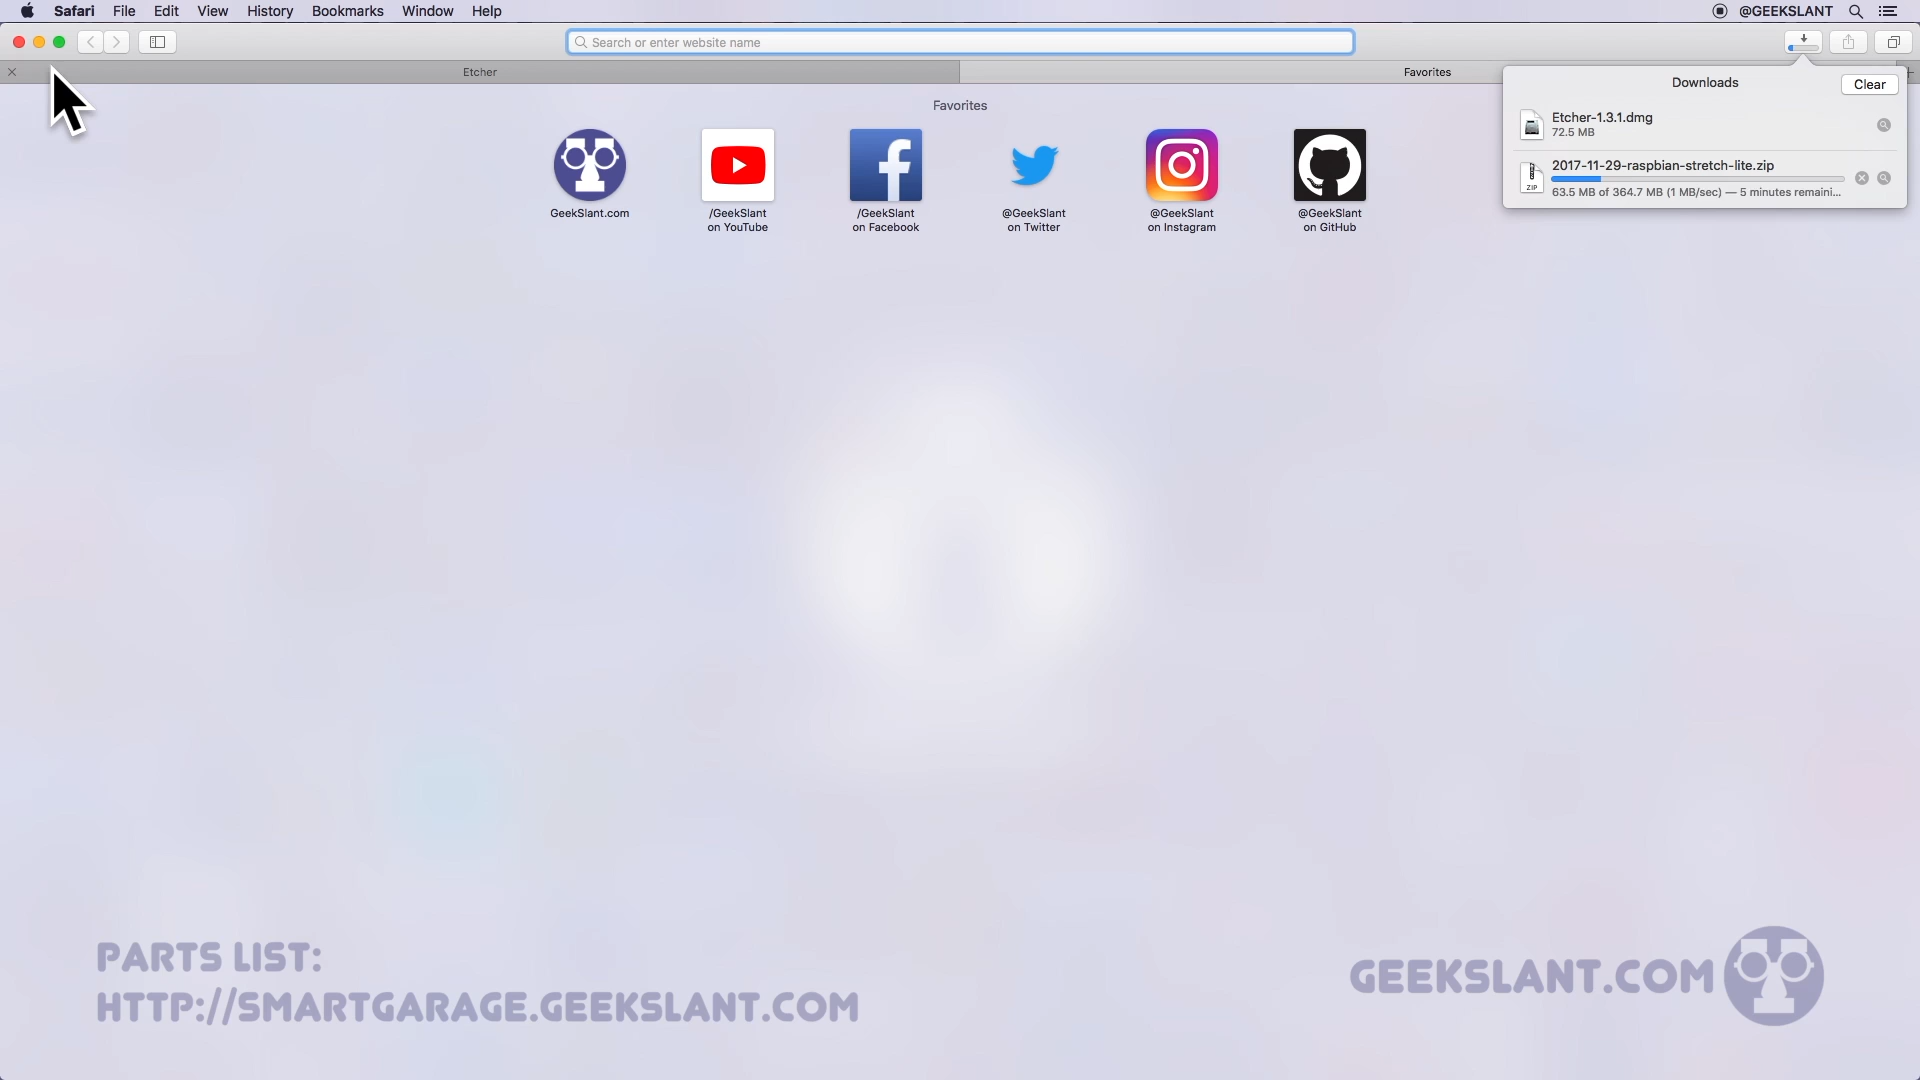 Safari File Edit View History Bookmarks Window Help @GEEKSLANT
Search or enter website name
Etcher Favorites
Favorites
GeekSlant.com
/GeekSlant
on YouTube
/GeekSlant
on Facebook
@GeekSlant
on Twitter
@GeekSlant
on Instagram
@GeekSlant
on GitHub
Downloads Clear
Etcher-1.3.1.dmg
72.5 MB
2017-11-29-raspbian-stretch-lite.zip
ZIP
63.5 MB of 364.7 MB (1 MB/sec) — 5 minutes remaini...
PARTS LIST:
HTTP://SMARTGARAGE.GEEKSLANT.COM
GEEKSLANT.COM